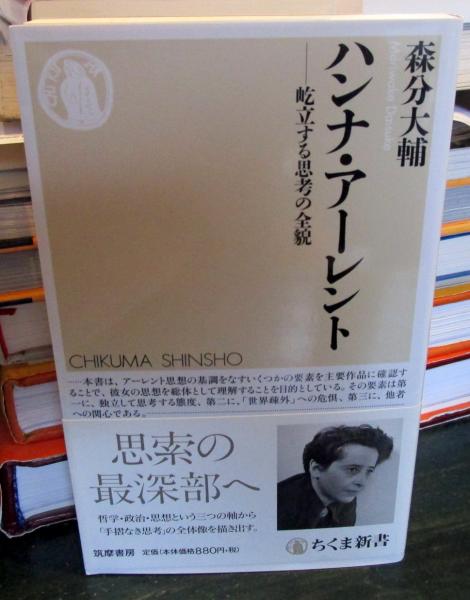 森分大輔
Moriwake Daisuke
ハンナ・アーレント
──屹立する思考の全貌
CHIKUMA SHINSHO
……本書は、アーレント思想の基調をなすいくつかの要素を主要作品に確認す
ることで、彼女の思想を総体として理解することを目的としている。その要素は第
一に、独立して思考する態度、第二に、「世界疎外」への危惧、第三に、他者
への関心である。
思索の
最深部へ
哲学・政治・思想という三つの軸から
「手摺なき思考」の全体像を描き出す。
筑摩書房
定価(本体価格880円+税)
ちくま新書